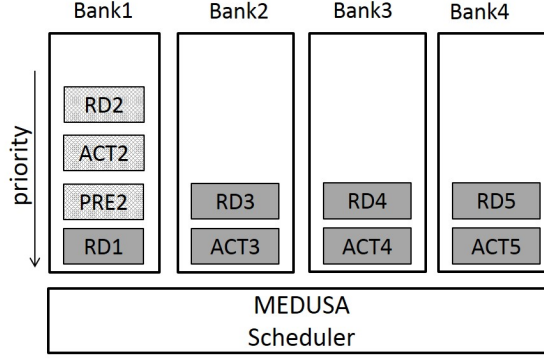 Bank1 Bank2 Bank3 Bank4
priority
RD2
ACT2
PRE2 RD3 RD4 RD5
RD1 ACT3 ACT4 ACT5
MEDUSA
Scheduler